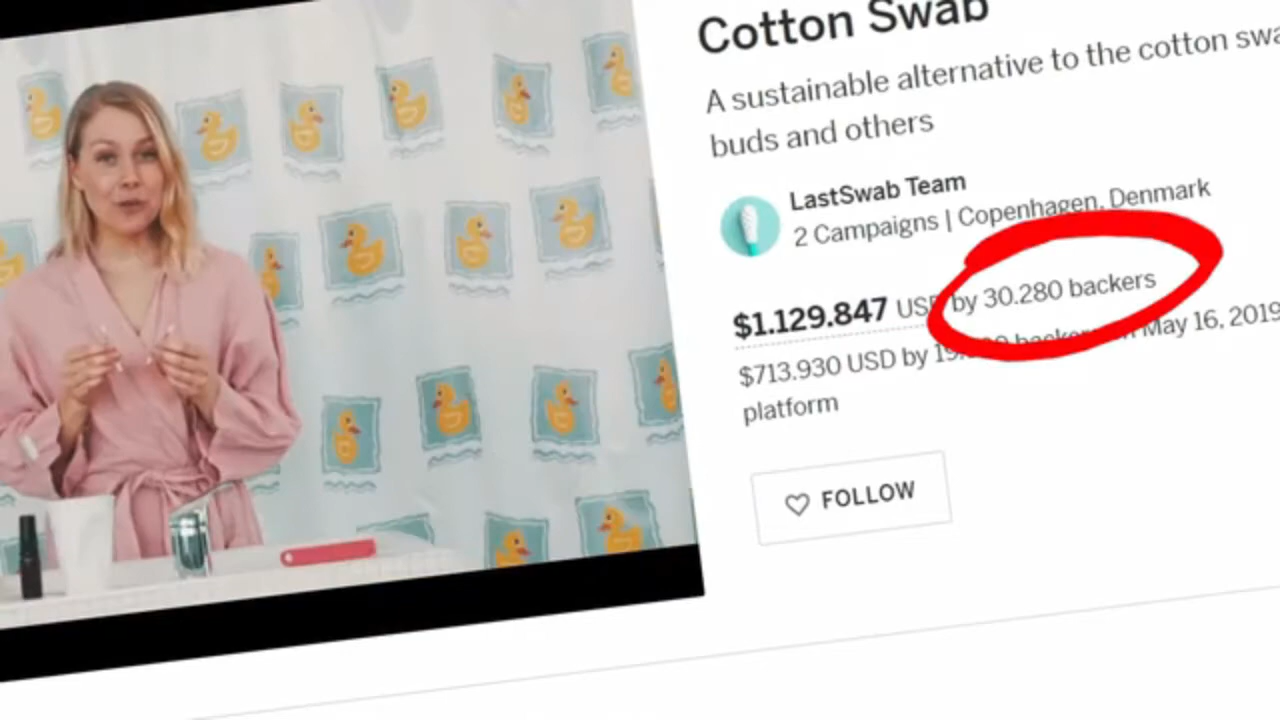 Cotton Swab
A sustainable alternative to the cotton
buds and others
LastSwab Team
2 Campaigns | Copenhagen, Denmark
$1.129.847 USD by 30.280 backers
$713.930 USD by backers May 16, 2019
platform
FOLLOW